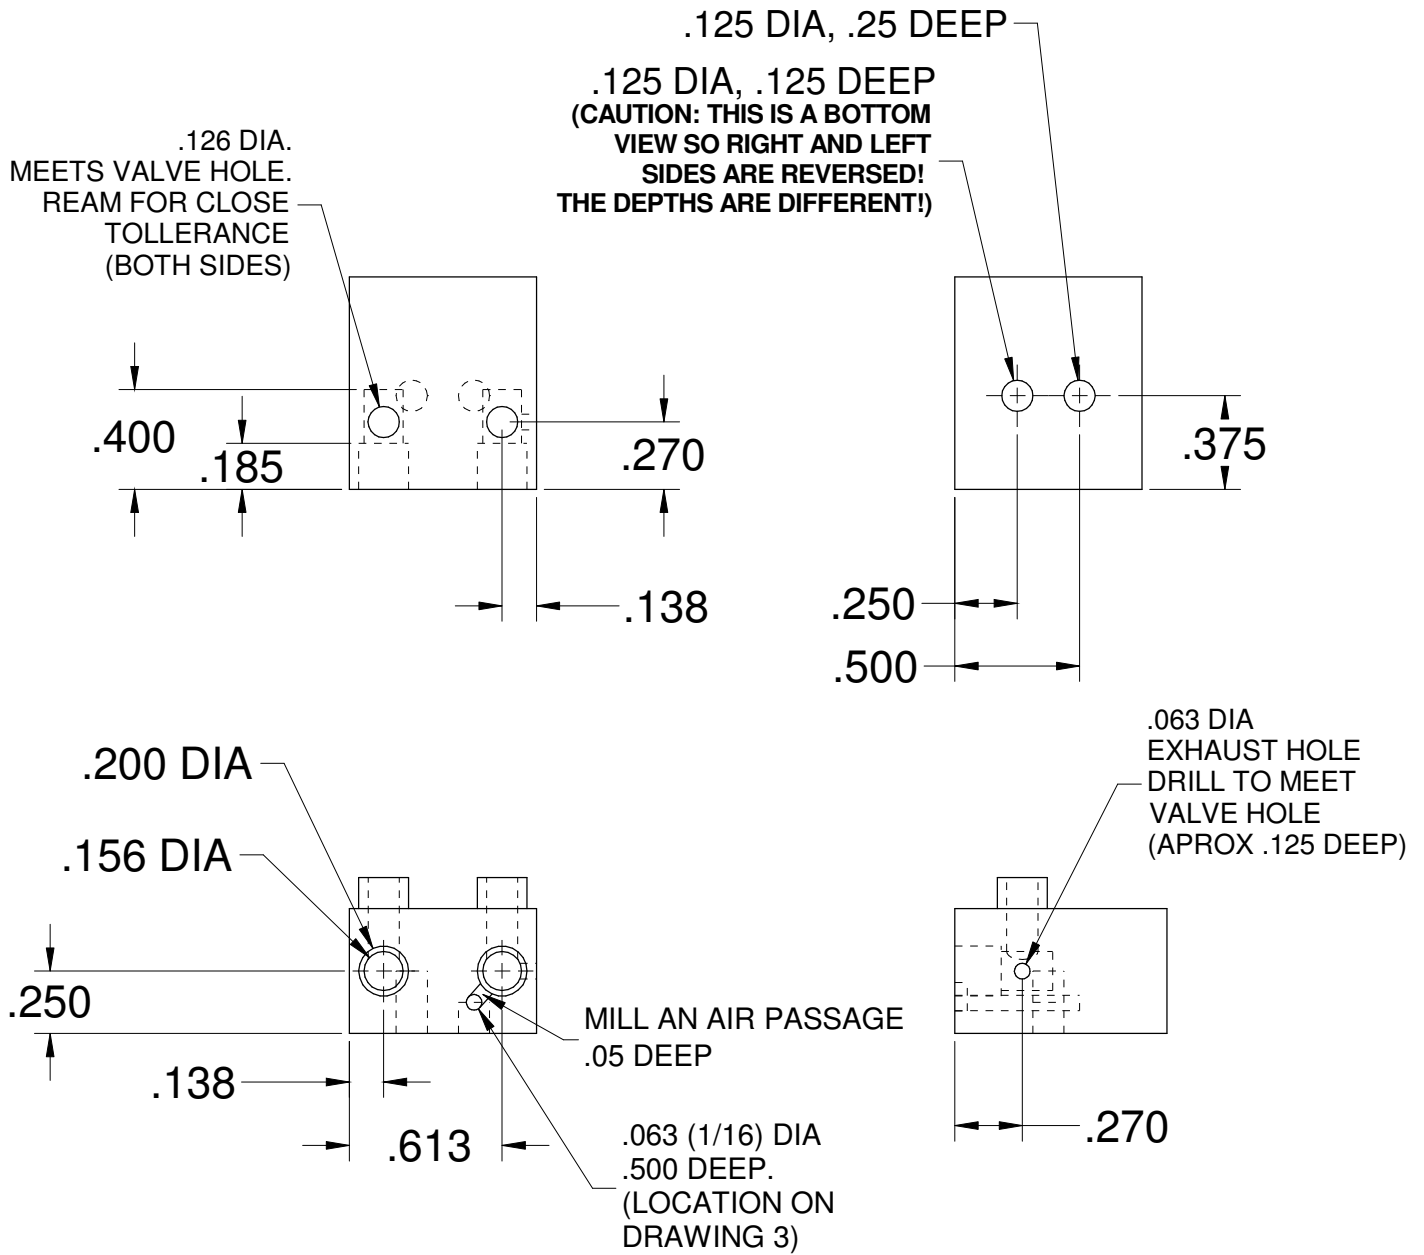 .125 DIA, .25 DEEP
.125 DIA, .125 DEEP
(CAUTION: THIS IS A BOTTOM
VIEW SO RIGHT AND LEFT
SIDES ARE REVERSED!
THE DEPTHS ARE DIFFERENT!)
.126 DIA.
MEETS VALVE HOLE.
REAM FOR CLOSE
TOLLERANCE
(BOTH SIDES)
.400
.185
.270
.138
.375
.250
.500
.200 DIA
.156 DIA
.250
.138
.613
MILL AN AIR PASSAGE
.05 DEEP
.063 (1/16) DIA
.500 DEEP.
(LOCATION ON
DRAWING 3)
.063 DIA
EXHAUST HOLE
DRILL TO MEET
VALVE HOLE
(APROX .125 DEEP)
.270